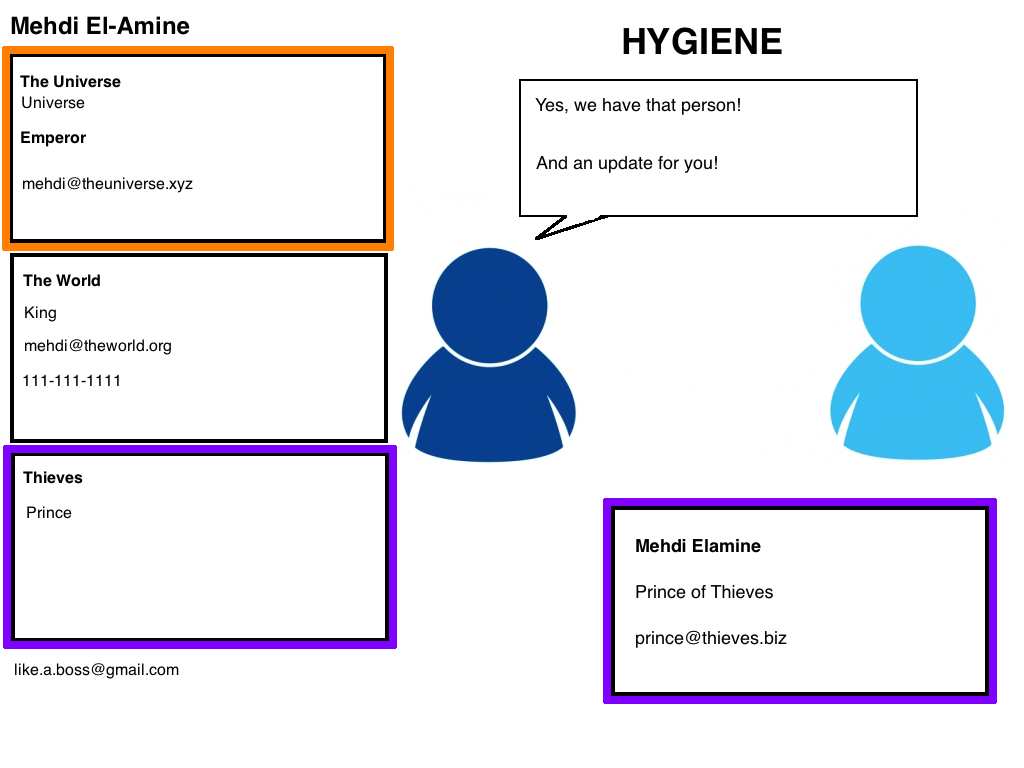 Mehdi El-Amine
The Universe
Universe
Emperor
mehdi@theuniverse.xyz
The World
King
mehdi@theworld.org
111-111-1111
Thieves
Prince
like.a.boss@gmail.com
HYGIENE
Yes, we have that person!
And an update for you!
Mehdi Elamine
Prince of Thieves
prince@thieves.biz